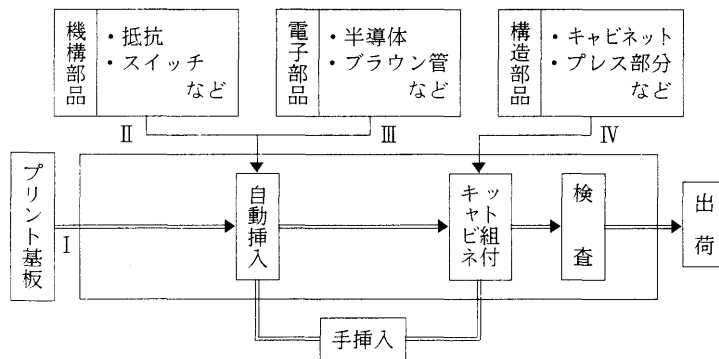 機構部品
・抵抗
・スイッチ
など
電子部品
・半導体
・ブラウン管
など
構造部品
・キャビネット
・プレス部分
など
II
III
IV
プリント基板
I
自動挿入
キャビネ
ット組付
検査
出荷
手挿入